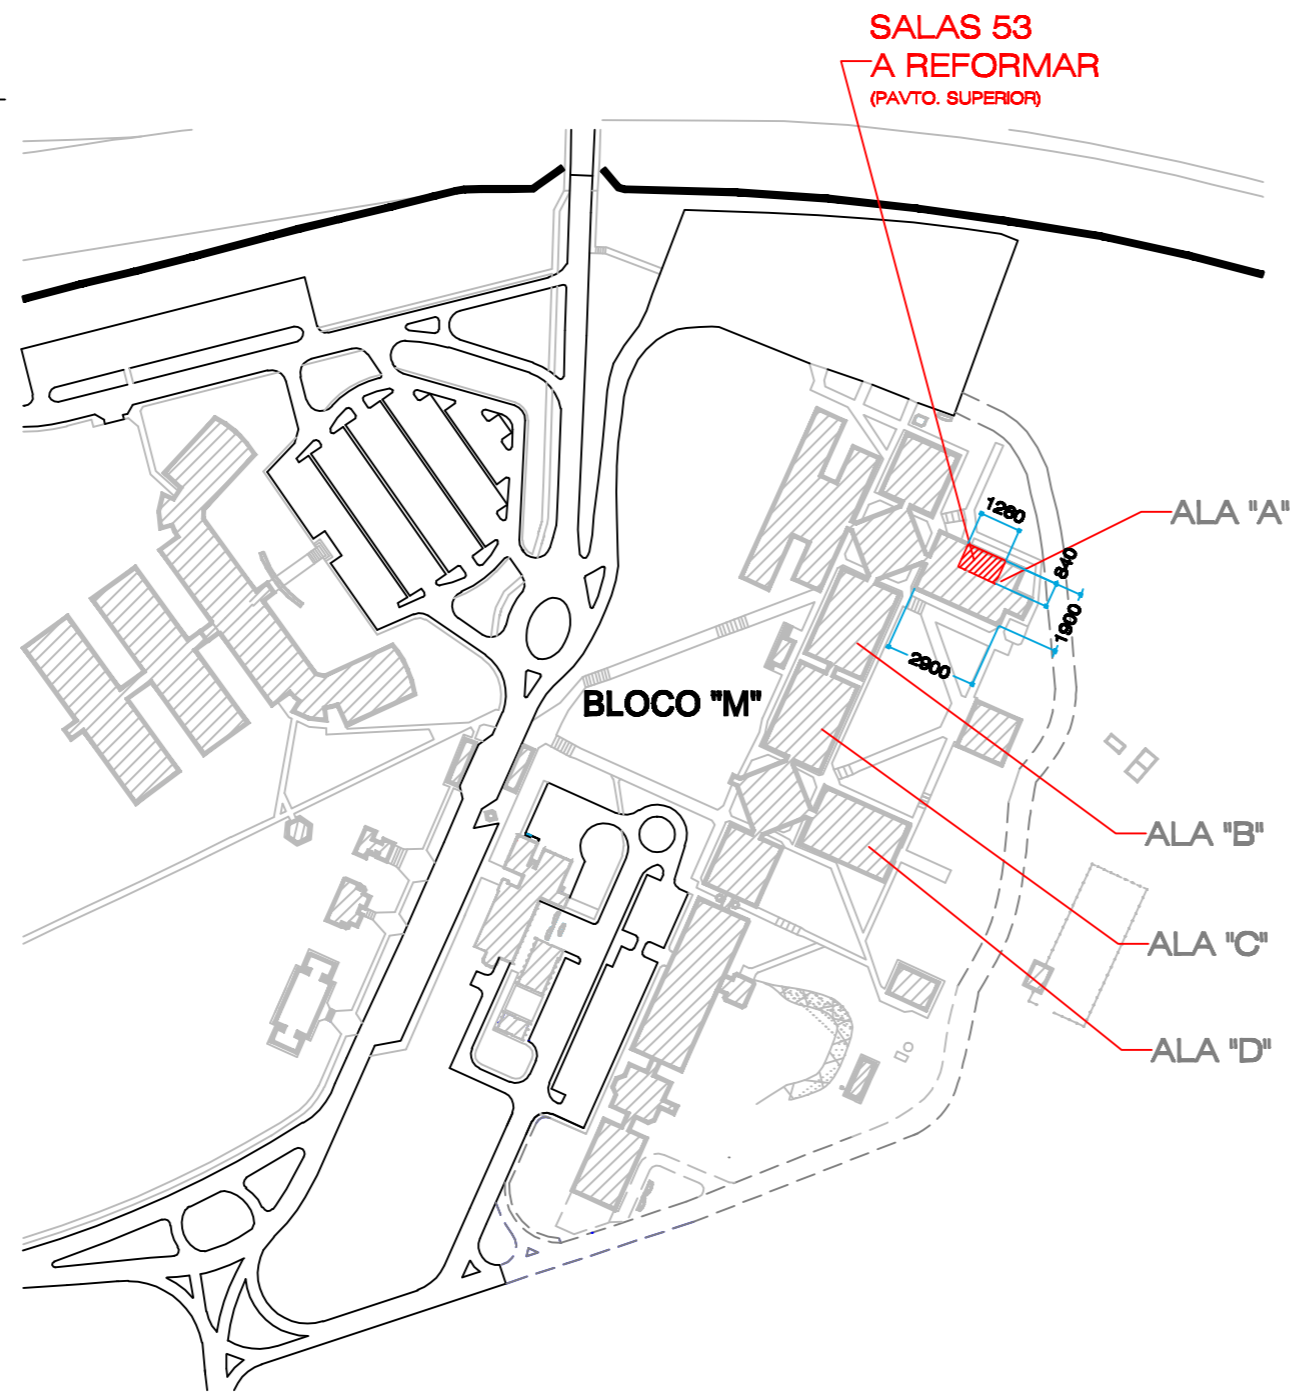 SALAS 53
A REFORMAR
(PAVTO. SUPERIOR)
1260
ALA "A"
840
1900
2900
BLOCO "M"
ALA "B"
ALA "C"
ALA "D"